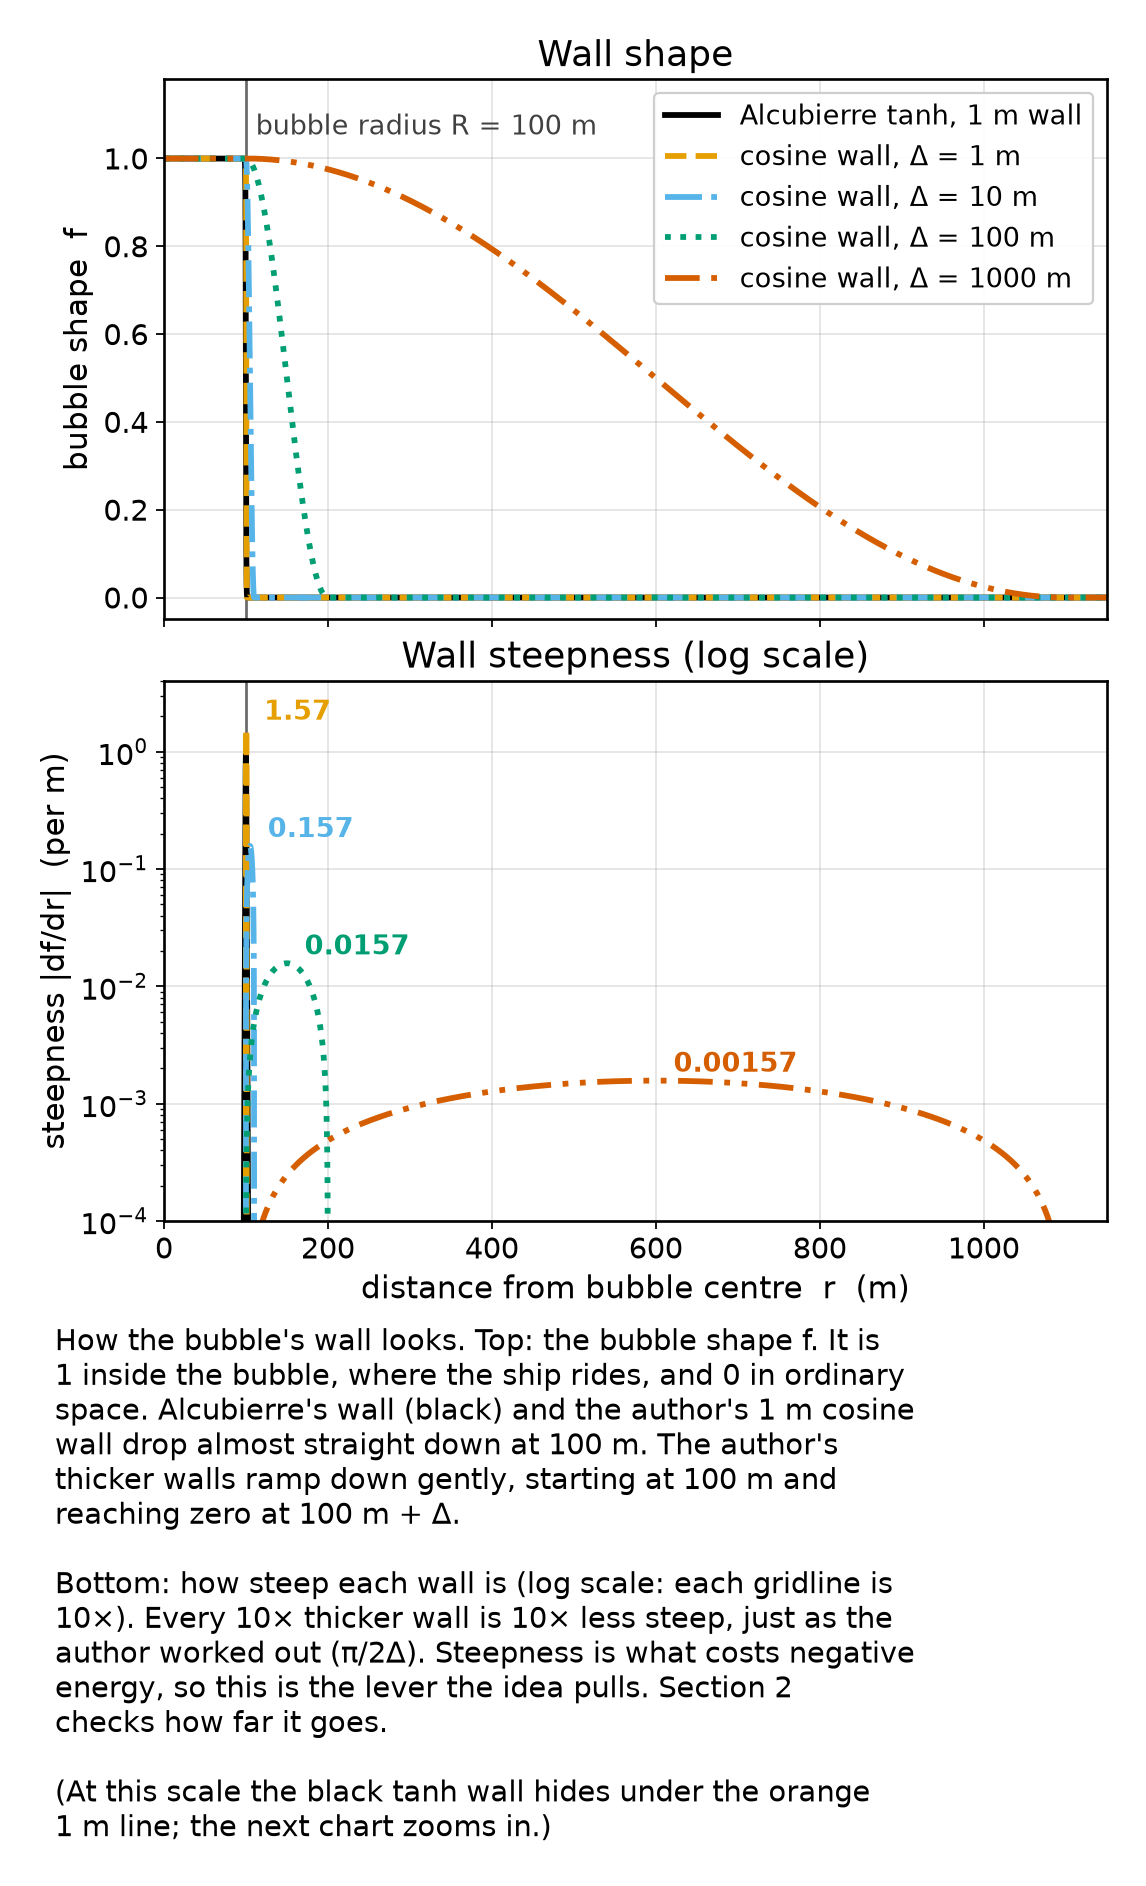 Wall shape
bubble radius R = 100 m
Alcubierre tanh, 1 m wall
cosine wall, Δ = 1 m
cosine wall, Δ = 10 m
cosine wall, Δ = 100 m
cosine wall, Δ = 1000 m
bubble shape f
1.0
0.8
0.6
0.4
0.2
0.0
Wall steepness (log scale)
1.57
0.157
0.0157
0.00157
steepness |df/dr| (per m)
10⁰
10⁻¹
10⁻²
10⁻³
10⁻⁴
0 200 400 600 800 1000
distance from bubble centre r (m)
How the bubble's wall looks. Top: the bubble shape f. It is
1 inside the bubble, where the ship rides, and 0 in ordinary
space. Alcubierre's wall (black) and the author's 1 m cosine
wall drop almost straight down at 100 m. The author's
thicker walls ramp down gently, starting at 100 m and
reaching zero at 100 m + Δ.
Bottom: how steep each wall is (log scale: each gridline is
10×). Every 10× thicker wall is 10× less steep, just as the
author worked out (π/2Δ). Steepness is what costs negative
energy, so this is the lever the idea pulls. Section 2
checks how far it goes.
(At this scale the black tanh wall hides under the orange
1 m line; the next chart zooms in.)